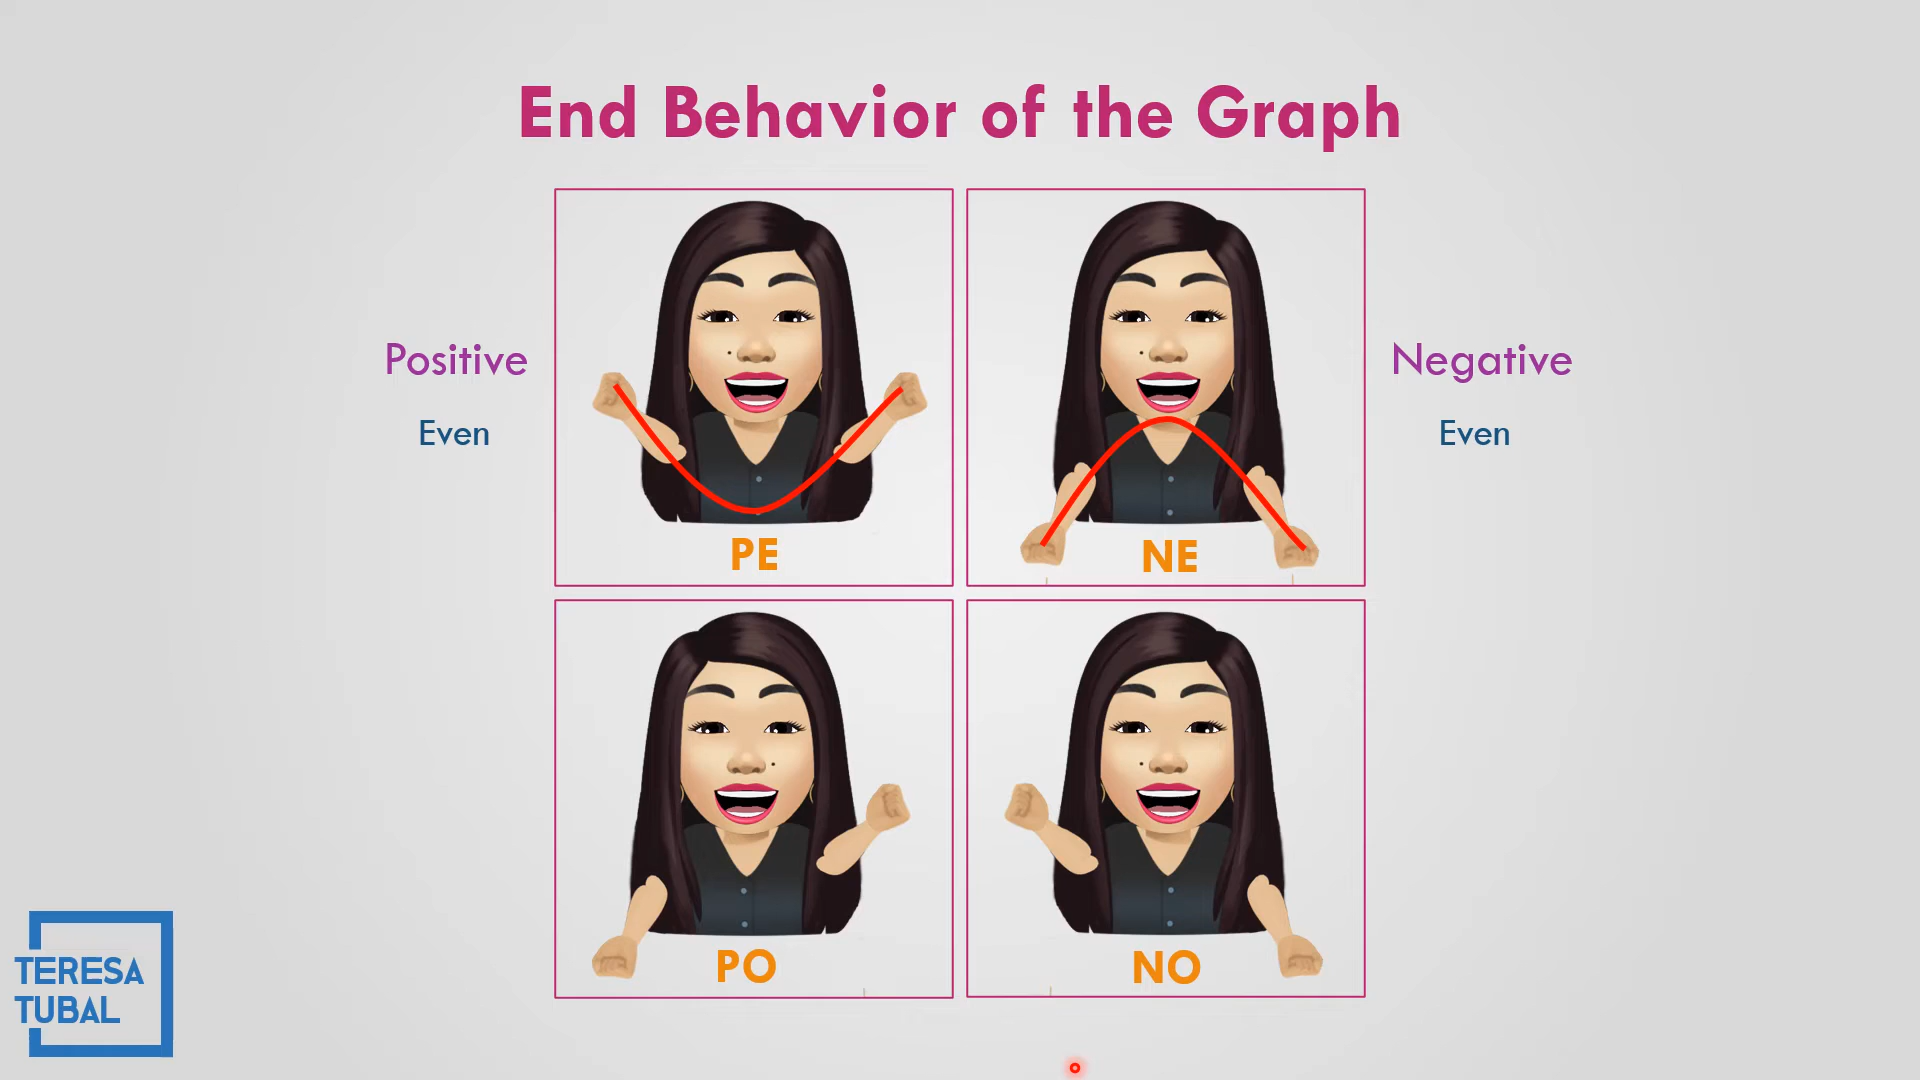 End Behavior of the Graph
Positive
Even
PE
NE
Negative
Even
PO
NO
TERESA
TUBAL